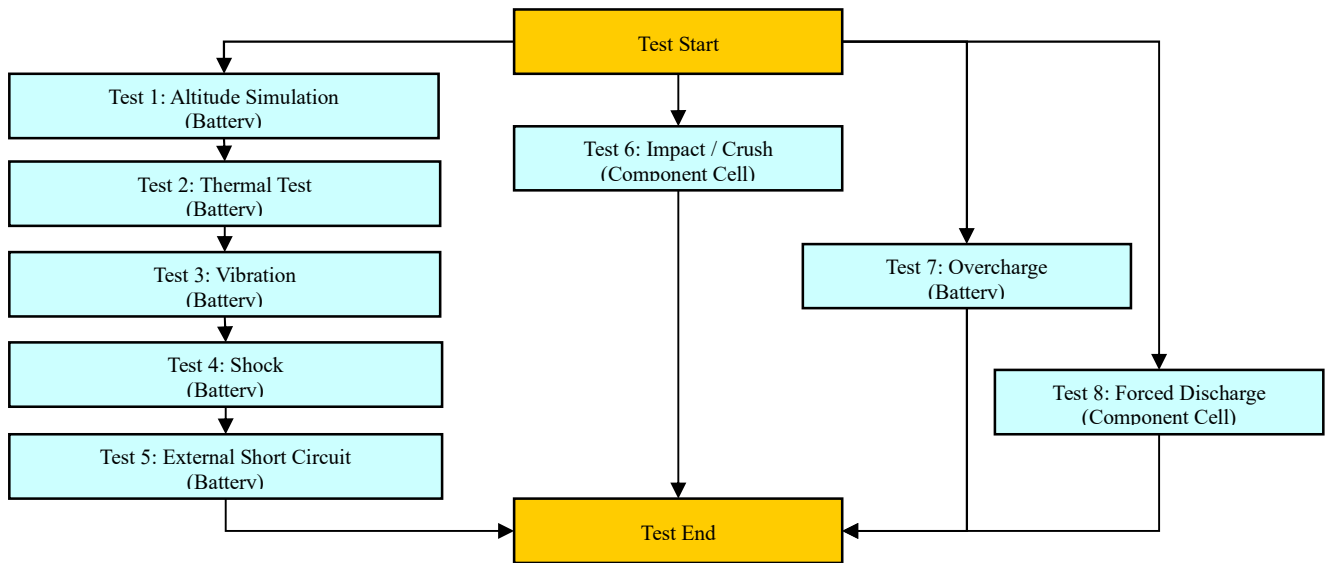 Test Start
Test 1: Altitude Simulation
(Battery)
Test 2: Thermal Test
(Battery)
Test 3: Vibration
(Battery)
Test 4: Shock
(Battery)
Test 5: External Short Circuit
(Battery)
Test 6: Impact / Crush
(Component Cell)
Test 7: Overcharge
(Battery)
Test 8: Forced Discharge
(Component Cell)
Test End